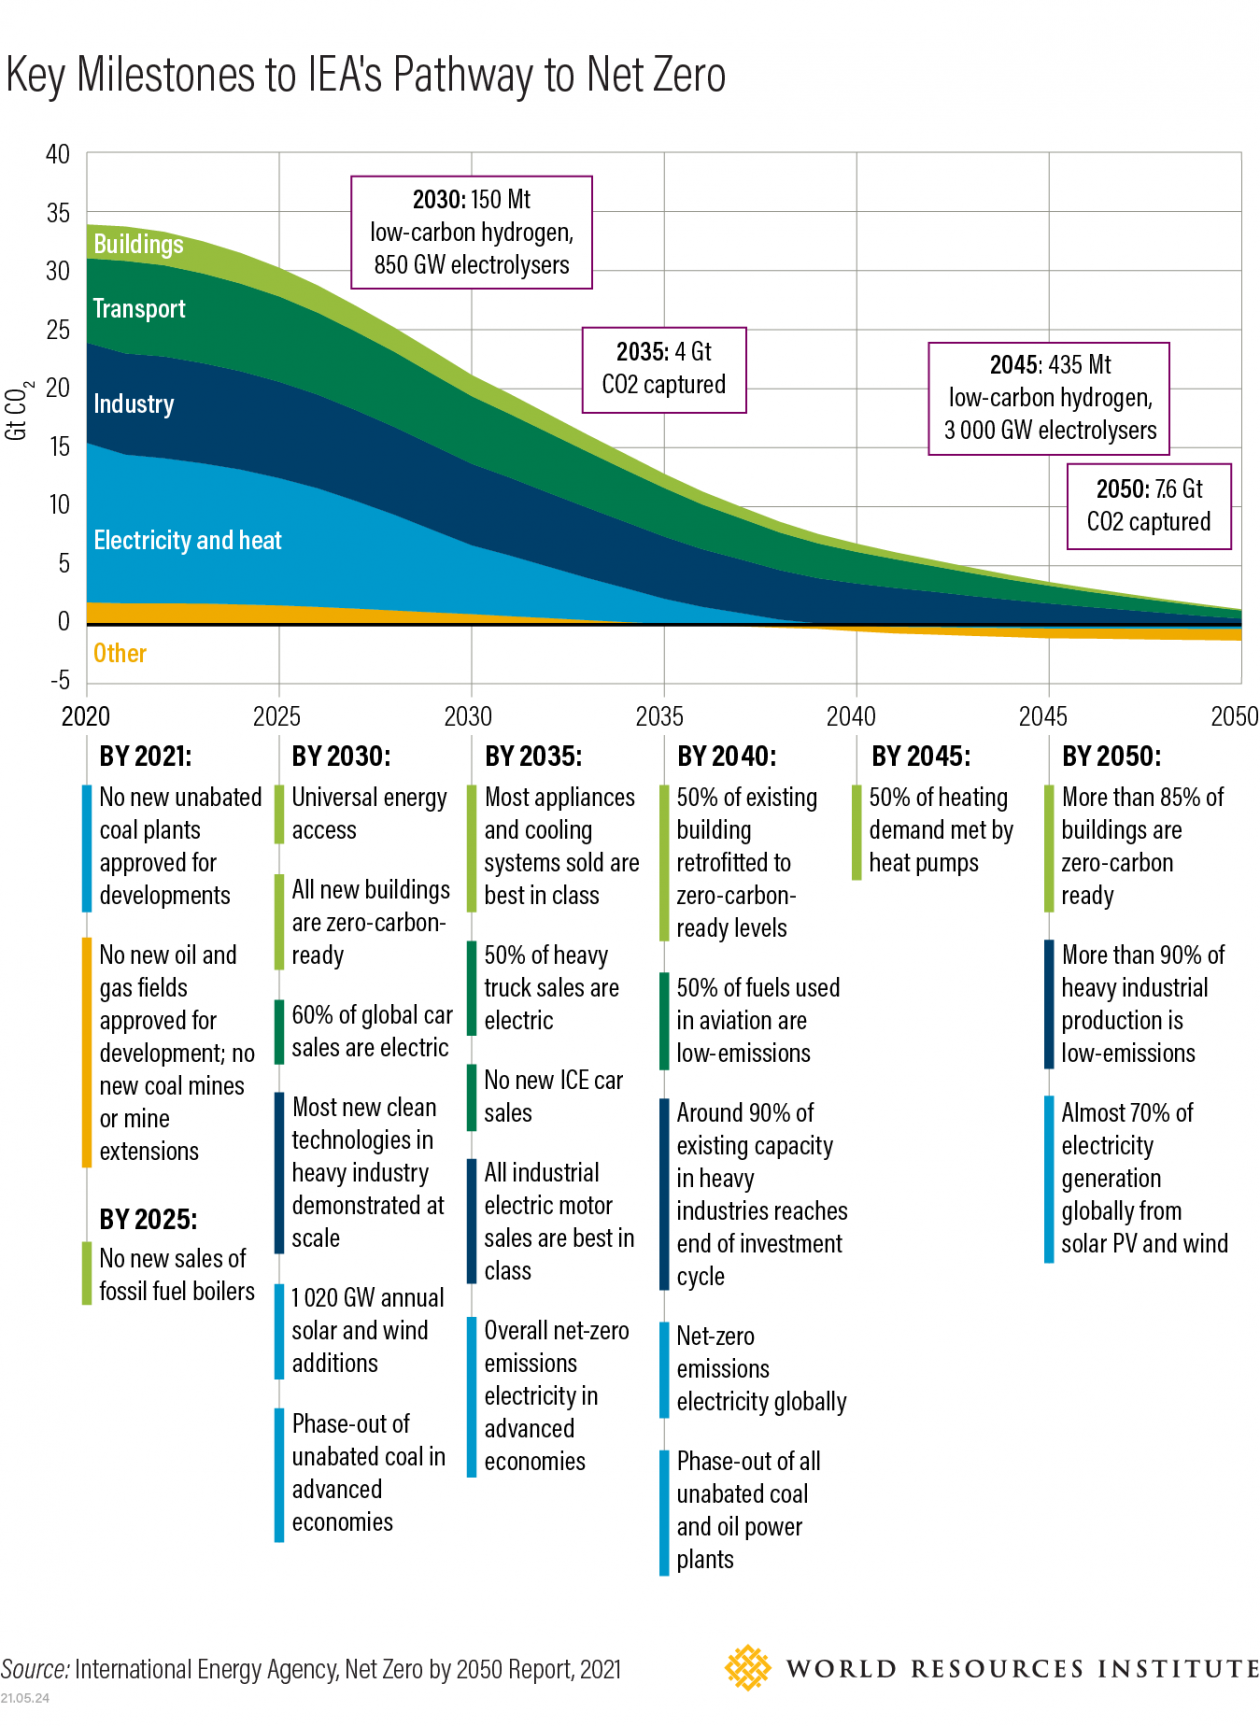 Key Milestones to IEA's Pathway to Net Zero
Gt CO2
40
35
30
25
20
15
10
5
0
-5
Buildings
Transport
Industry
Electricity and heat
Other
2030: 150 Mt
low-carbon hydrogen,
850 GW electrolysers
2035: 4 Gt
CO2 captured
2045: 435 Mt
low-carbon hydrogen,
3 000 GW electrolysers
2050: 7.6 Gt
CO2 captured
2020
2025
2030
2035
2040
2045
2050
BY 2021:
No new unabated
coal plants
approved for
developments
No new oil and
gas fields
approved for
development; no
new coal mines
or mine
extensions
BY 2025:
No new sales of
fossil fuel boilers
BY 2030:
Universal energy
access
All new buildings
are zero-carbon-
ready
60% of global car
sales are electric
Most new clean
technologies in
heavy industry
demonstrated at
scale
1 020 GW annual
solar and wind
additions
Phase-out of
unabated coal in
advanced
economies
BY 2035:
Most appliances
and cooling
systems sold are
best in class
50% of heavy
truck sales are
electric
No new ICE car
sales
All industrial
electric motor
sales are best in
class
Overall net-zero
emissions
electricity in
advanced
economies
BY 2040:
50% of existing
building
retrofitted to
zero-carbon-
ready levels
50% of fuels used
in aviation are
low-emissions
Around 90% of
existing capacity
in heavy
industries reaches
end of investment
cycle
Net-zero
emissions
electricity globally
Phase-out of all
unabated coal
and oil power
plants
BY 2045:
50% of heating
demand met by
heat pumps
BY 2050:
More than 85% of
buildings are
zero-carbon
ready
More than 90% of
heavy industrial
production is
low-emissions
Almost 70% of
electricity
generation
globally from
solar PV and wind
Source: International Energy Agency, Net Zero by 2050 Report, 2021
21.05.24
WORLD RESOURCES INSTITUTE